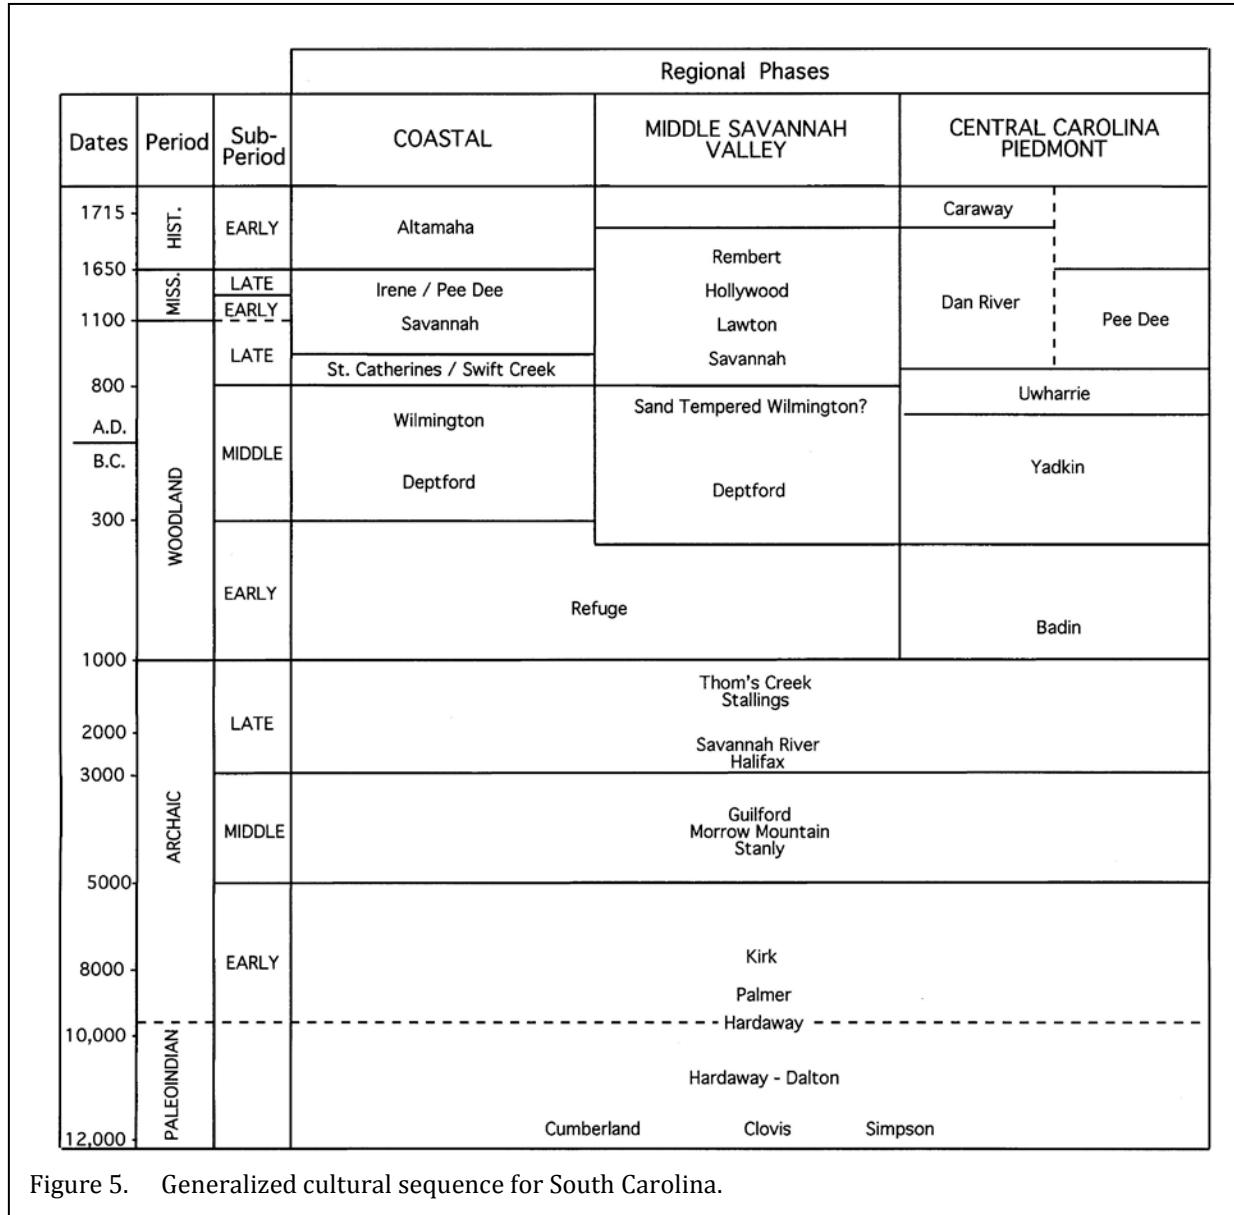 Regional Phases
Dates Period Sub-Period COASTAL MIDDLE SAVANNAH VALLEY CENTRAL CAROLINA PIEDMONT
1715
HIST.
EARLY
Altamaha
Caraway
1650
MISS.
LATE
EARLY
Irene / Pee Dee
Savannah
Rembert
Hollywood
Lawton
Savannah
Dan River
Pee Dee
1100
LATE
St. Catherines / Swift Creek
800
A.D.
B.C.
WOODLAND
MIDDLE
Wilmington
Deptford
Sand Tempered Wilmington?
Deptford
Uwharrie
Yadkin
300
EARLY
Refuge
Badin
1000
ARCHAIC
LATE
Thom's Creek
Stallings
2000
Savannah River
Halifax
3000
MIDDLE
Guilford
Morrow Mountain
Stanly
5000
EARLY
Kirk
8000
Palmer
Hardaway
10,000
PALEOINDIAN
Hardaway - Dalton
Cumberland Clovis Simpson
12,000
Figure 5. Generalized cultural sequence for South Carolina.